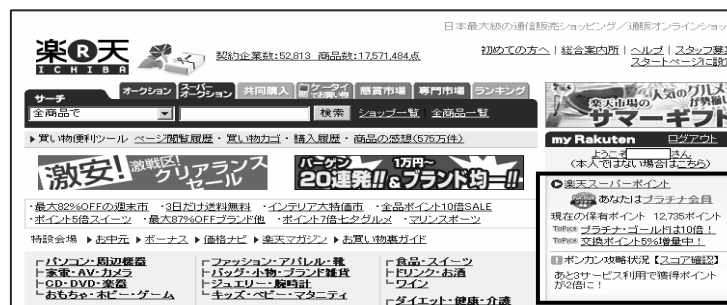 日本最大級の通信販売ショッピング／通販オンラインショッ
楽R天
ICHIBA
契約企業数:52,813 商品数:17,571,484点
初めての方へ | 総合案内所 | ヘルプ | スタッフ募
スタートページに設
サーチ
オークション スーパーオークション 共同購入 ケータイでお買い物 懸賞市場 専門市場 ランキング
全商品で 検索 ショップ一覧 全商品一覧
楽天市場の 人気のグルメが勢揃い
サマーギフト
▶買い物便利ツール ページ閲覧履歴・買い物カゴ・購入履歴・商品の感想(575万件)
my Rakuten ログアウト
ようこそ さん
(本人ではない場合はこちら)
激安! 激戦区! クリアランスセール
バーゲン 20連発!! 1万円〜 &ブランド均一!!
・最大82%OFFの週末市 ・3日だけ送料無料 ・インテリア大特価市 ・全品ポイント10倍SALE
・ポイント5倍スイーツ ・最大87%OFFブランド他 ・ポイント7倍七夕グルメ ・マリンスポーツ
特設会場 ▶お中元 ▶ボーナス ▶価格ナビ ▶楽天マガジン ▶お買い物裏ガイド
パソコン・周辺機器
家電・AV・カメラ
CD・DVD・楽器
おもちゃ・ホビー・ゲーム
ファッション・アパレル・靴
バッグ・小物・ブランド雑貨
ジュエリー・腕時計
キッズ・ベビー・マタニティ
食品・スイーツ
ドリンク・お酒
ワイン
ダイエット・健康・介護
楽天スーパーポイント
あなたはプラチナ会員
現在の保有ポイント 12,735ポイント
Topics プラチナ・ゴールドは10倍!
Topics 交換ポイント5%増量中!
ポンカン攻略状況【スコア確認】
あと3サービス利用で獲得ポイントが2倍に!